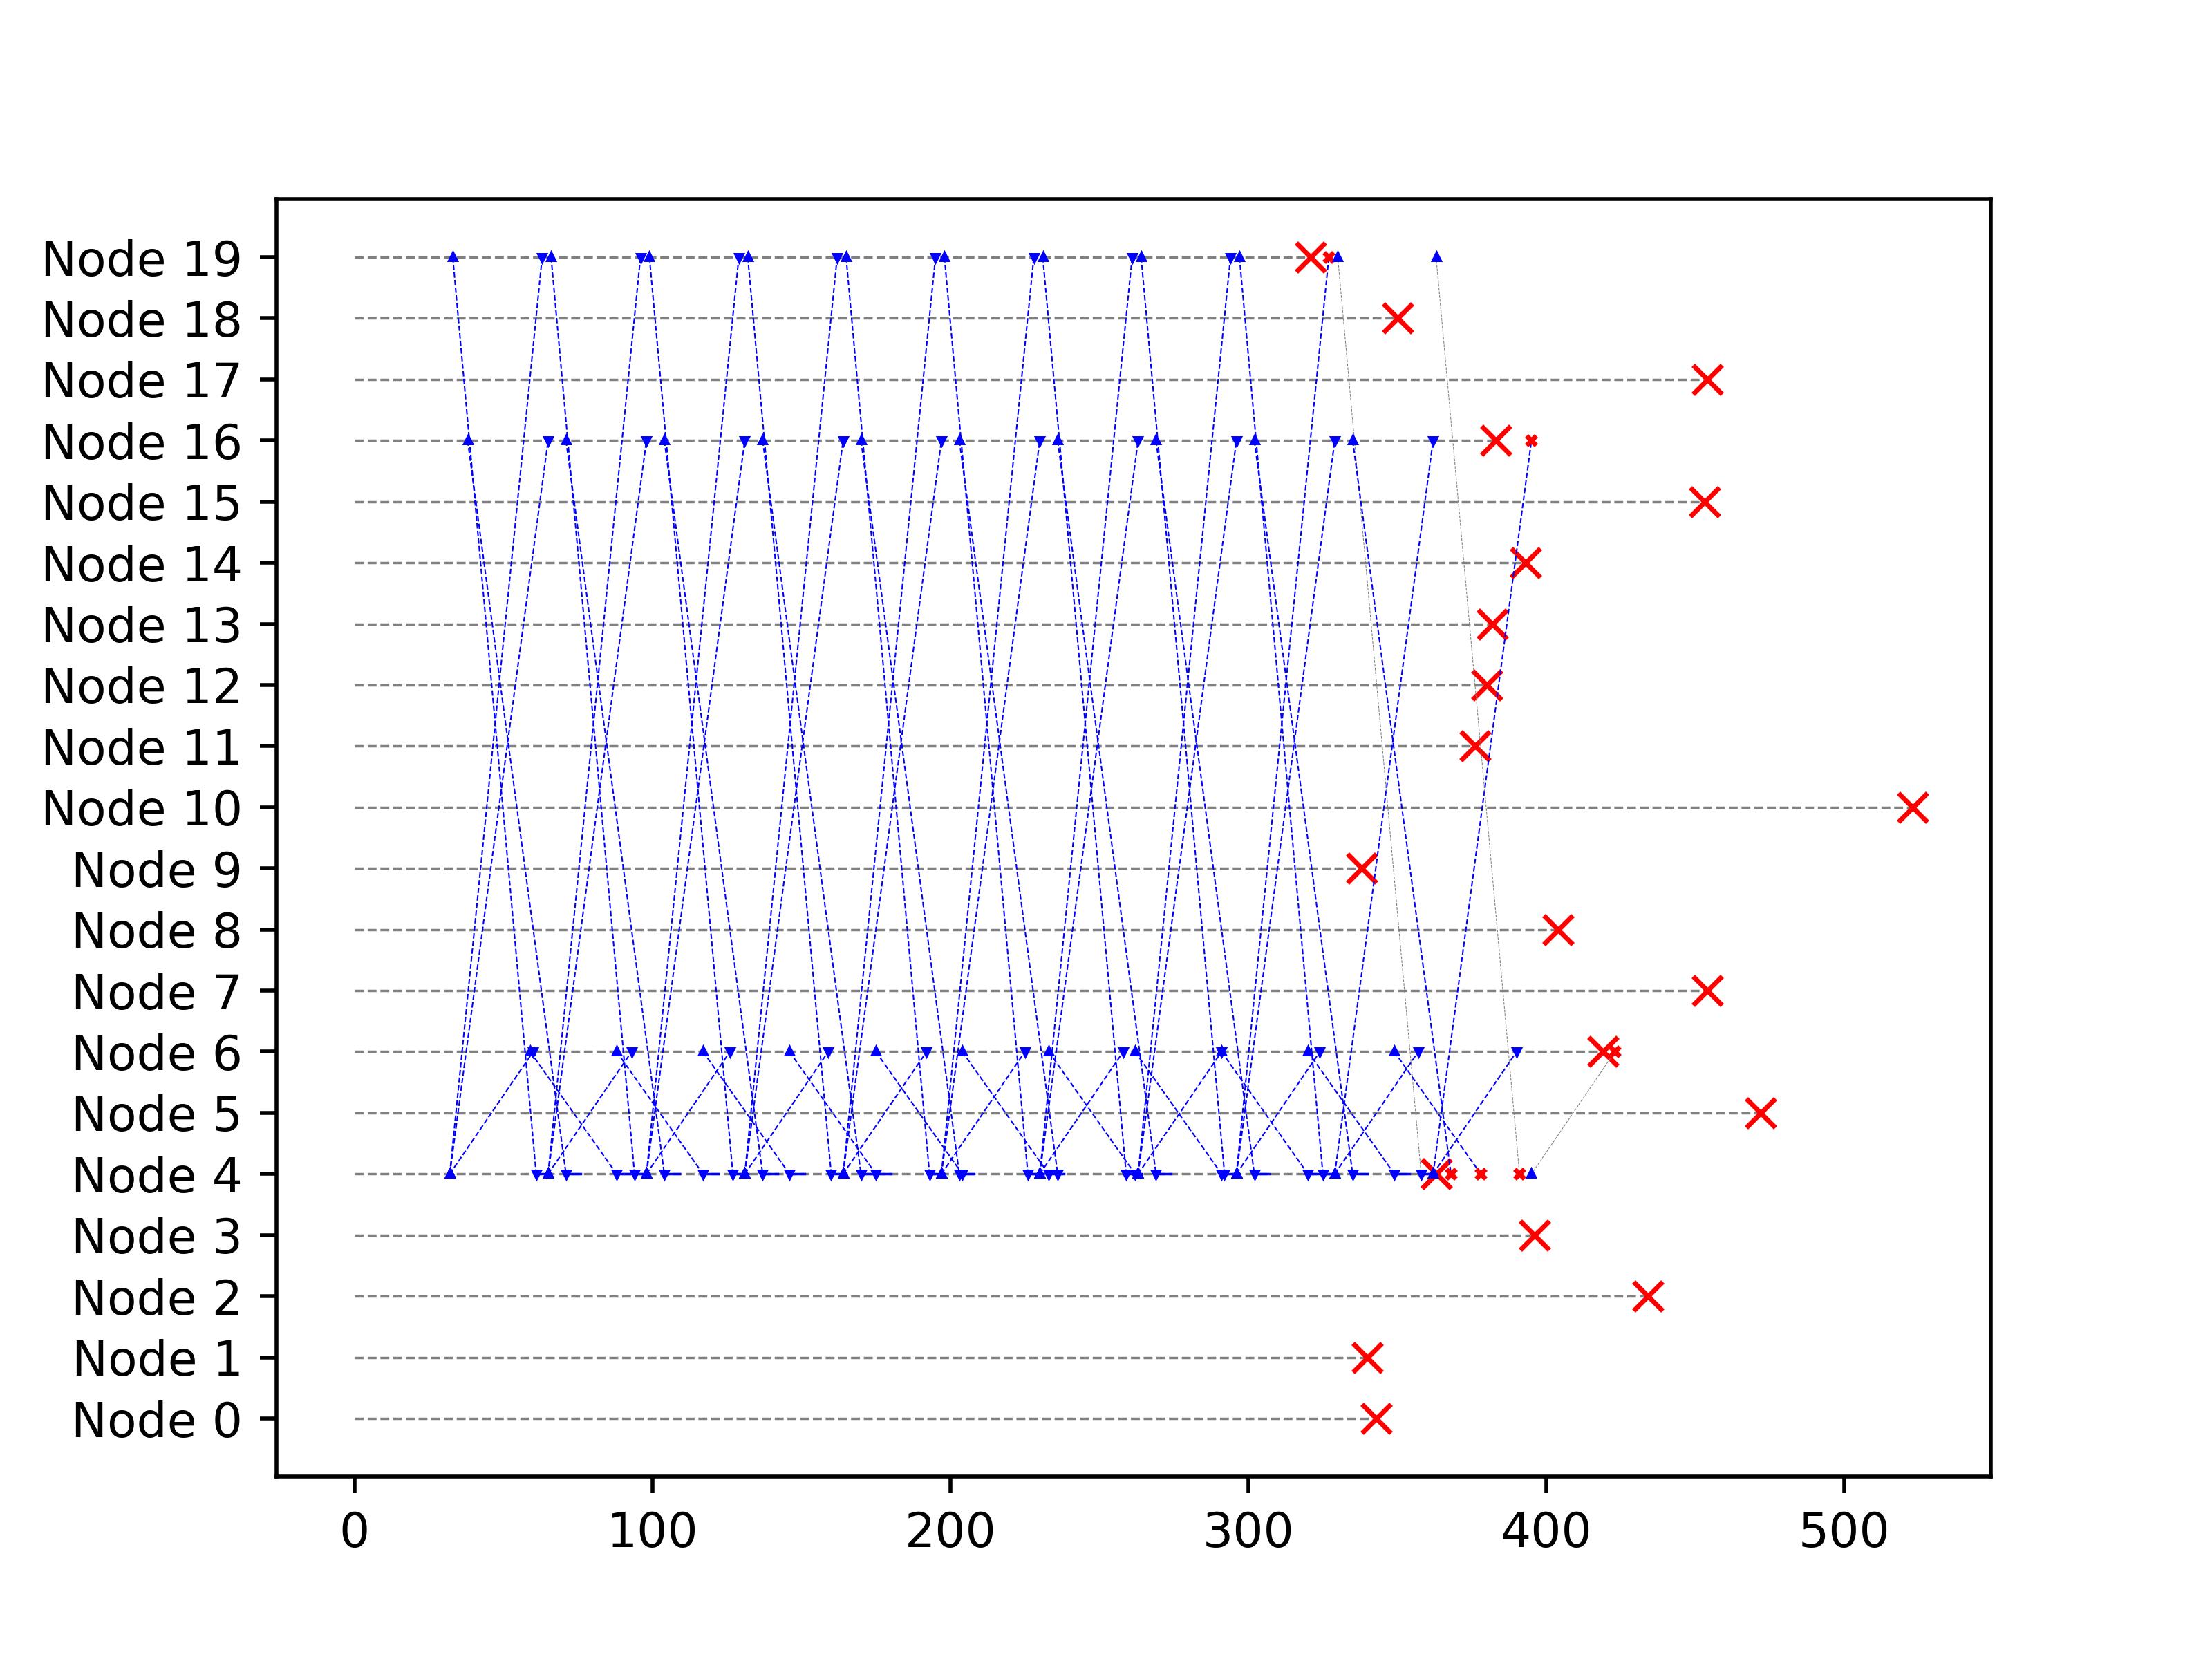 Node 19
Node 18
Node 17
Node 16
Node 15
Node 14
Node 13
Node 12
Node 11
Node 10
Node 9
Node 8
Node 7
Node 6
Node 5
Node 4
Node 3
Node 2
Node 1
Node 0
0 100 200 300 400 500